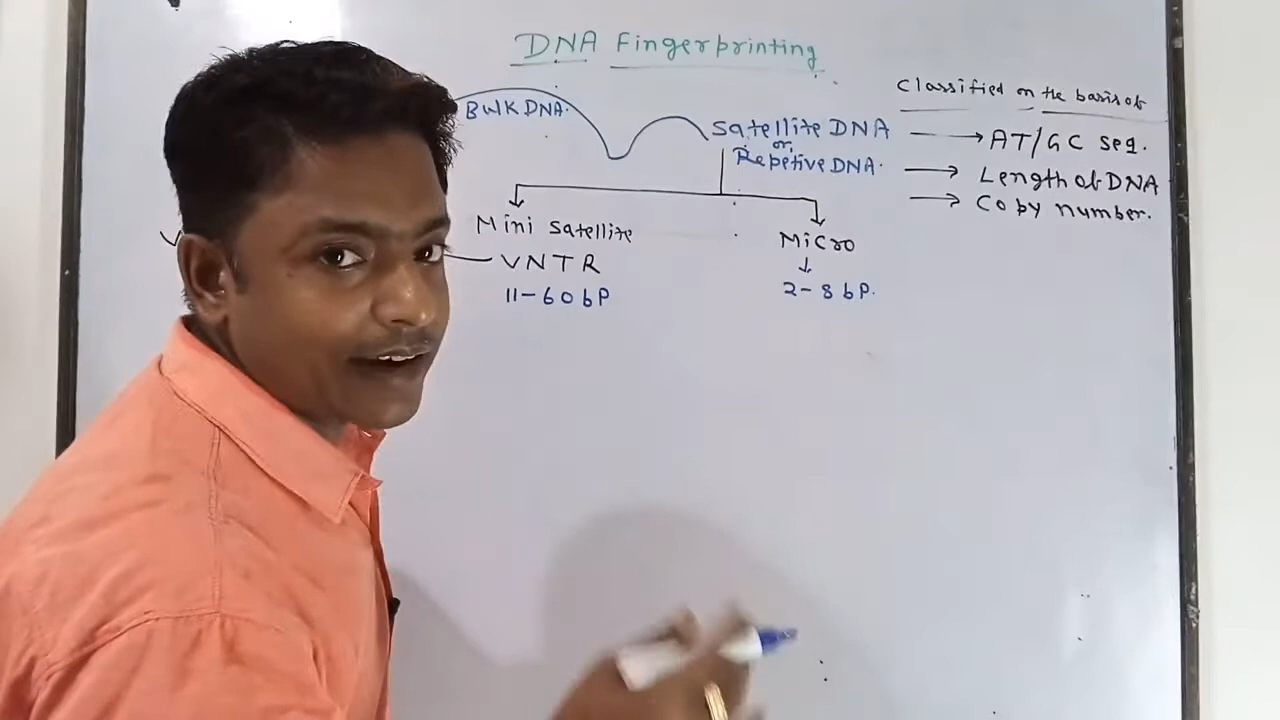 DNA Fingerprinting
Classified on the basis of
BulK DNA.
Satellite DNA
or
Repetive DNA.
AT/GC seq.
Length of DNA
Copy number.
Mini Satellite
VNTR
11-60 bP
MiCro
2-8 bP.